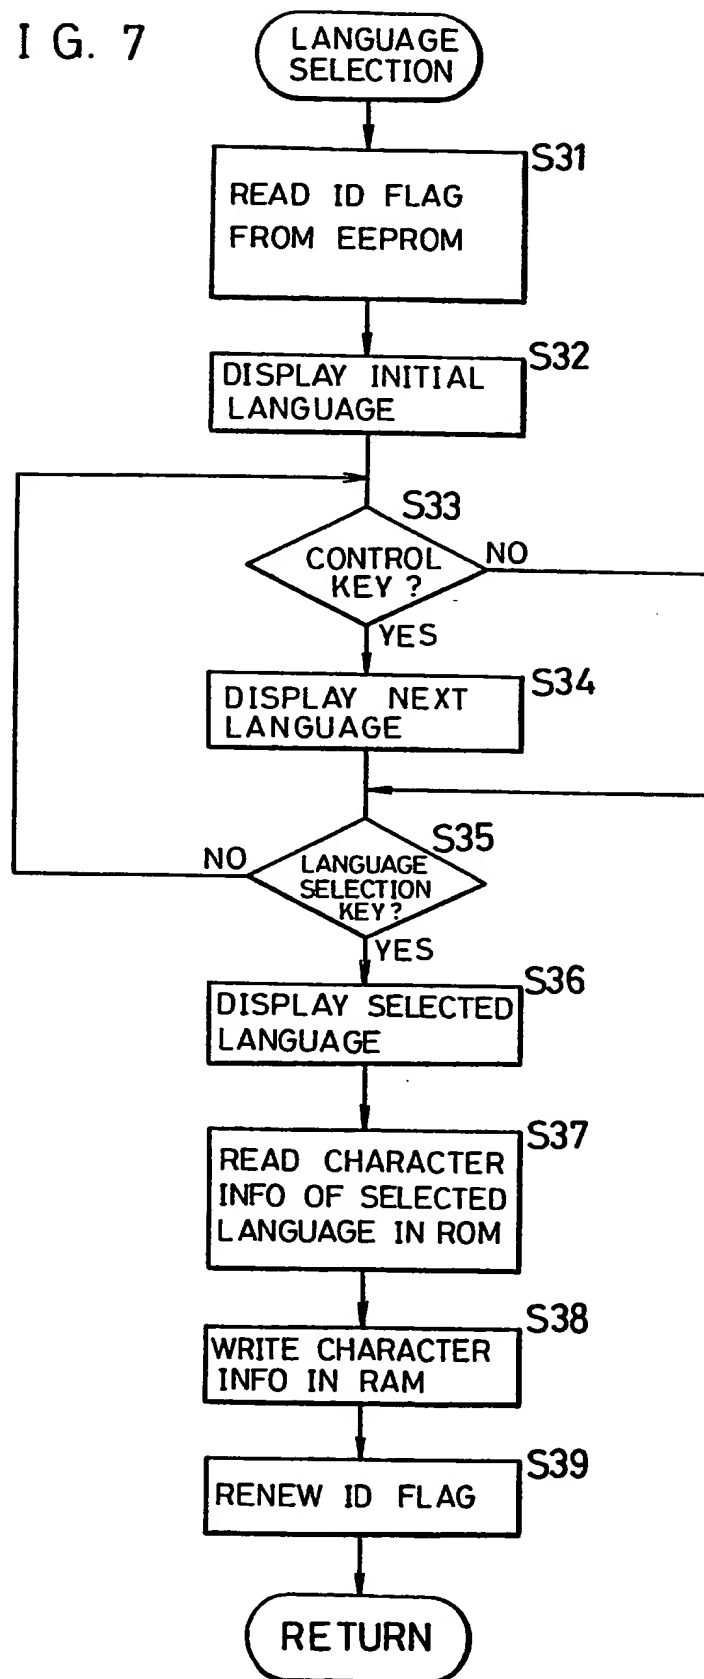 I G. 7
LANGUAGE
SELECTION
S31
READ ID FLAG
FROM EEPROM
S32
DISPLAY INITIAL
LANGUAGE
S33
CONTROL
KEY ?
NO
YES
S34
DISPLAY NEXT
LANGUAGE
S35
NO
LANGUAGE
SELECTION
KEY?
YES
S36
DISPLAY SELECTED
LANGUAGE
S37
READ CHARACTER
INFO OF SELECTED
LANGUAGE IN ROM
S38
WRITE CHARACTER
INFO IN RAM
S39
RENEW ID FLAG
RETURN